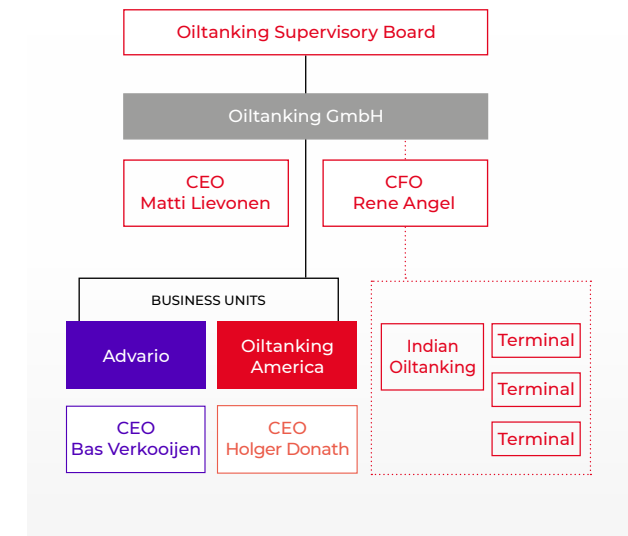 Oiltanking Supervisory Board
Oiltanking GmbH
CEO
Matti Lievonen
CFO
Rene Angel
BUSINESS UNITS
Advario
Oiltanking
America
Indian
Oiltanking
Terminal
Terminal
Terminal
CEO
Bas Verkooijen
CEO
Holger Donath